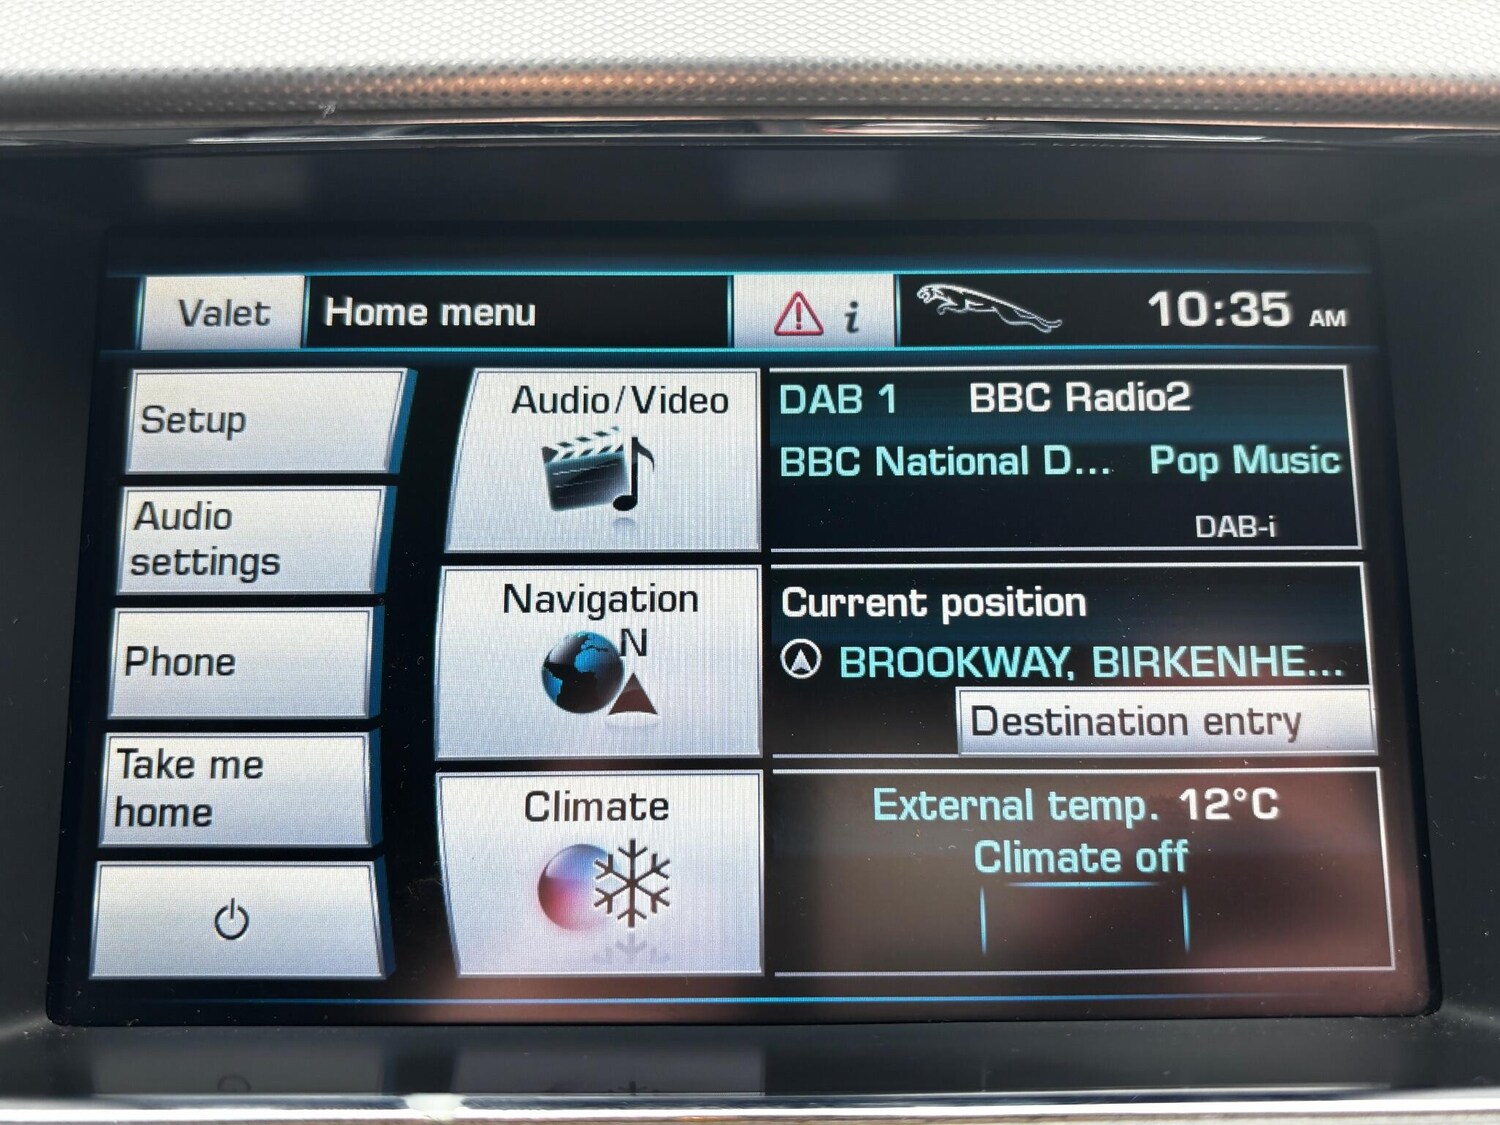 Valet
Home menu
i
10:35 AM
Setup
Audio
settings
Phone
Take me
home
Audio/Video
Navigation
N
Climate
DAB 1 BBC Radio2
BBC National D... Pop Music
DAB-i
Current position
BROOKWAY, BIRKENHE...
Destination entry
External temp. 12°C
Climate off